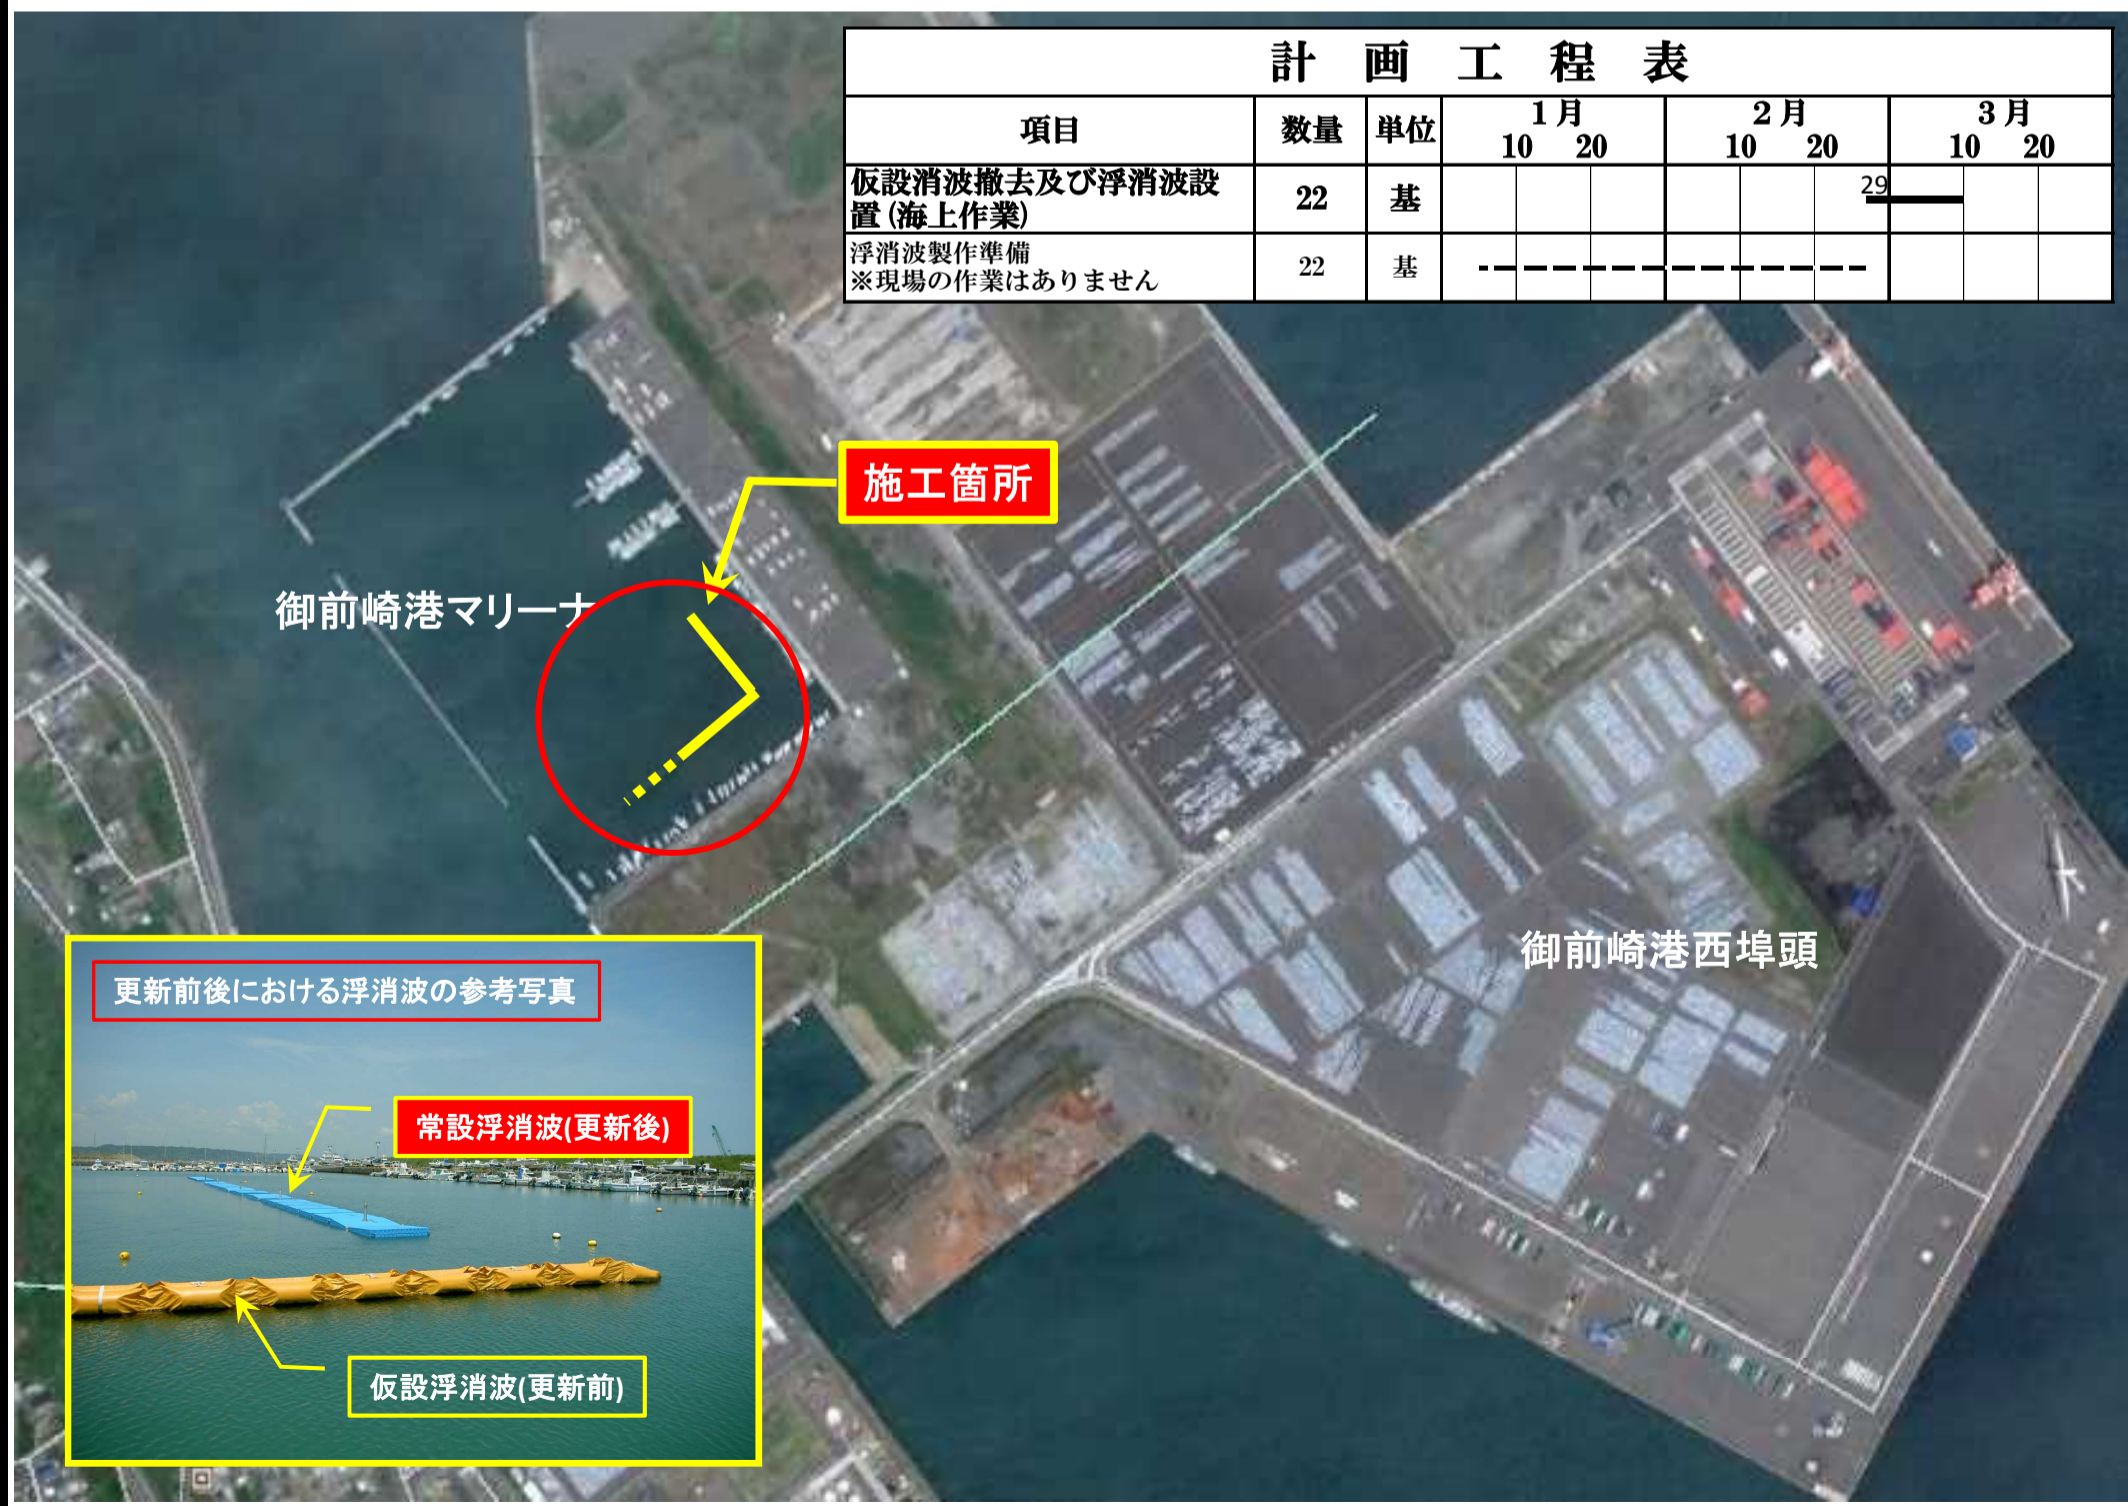 計画工程表
項目 数量 単位 1月 2月 3月
10 20 10 20 10 20
仮設消波撤去及び浮消波設
置(海上作業) 22 基 29
浮消波製作準備
※現場の作業はありません 22 基
施工箇所
御前崎港マリーナ
御前崎港西埠頭
更新前後における浮消波の参考写真
常設浮消波(更新後)
仮設浮消波(更新前)